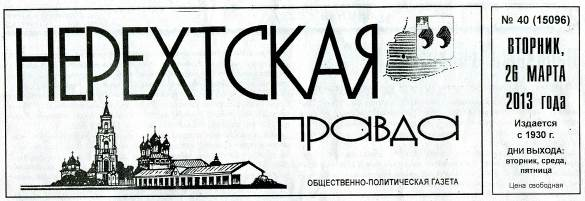 НЕРЕХТСКАЯ
правда
ОБЩЕСТВЕННО-ПОЛИТИЧЕСКАЯ ГАЗЕТА
№ 40 (15096)
ВТОРНИК,
26 МАРТА
2013 года
Издается
с 1930 г.
ДНИ ВЫХОДА:
вторник, среда,
пятница
Цена свободная